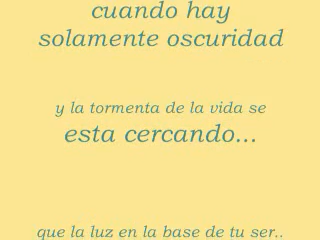 cuando hay
solamente oscuridad
y la tormenta de la vida se
esta cercando...
que la luz en la base de tu ser..